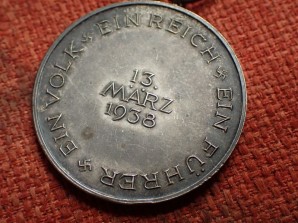 EIN VOLK EIN REICH EIN FÜHRER
13.
MÄRZ
1938